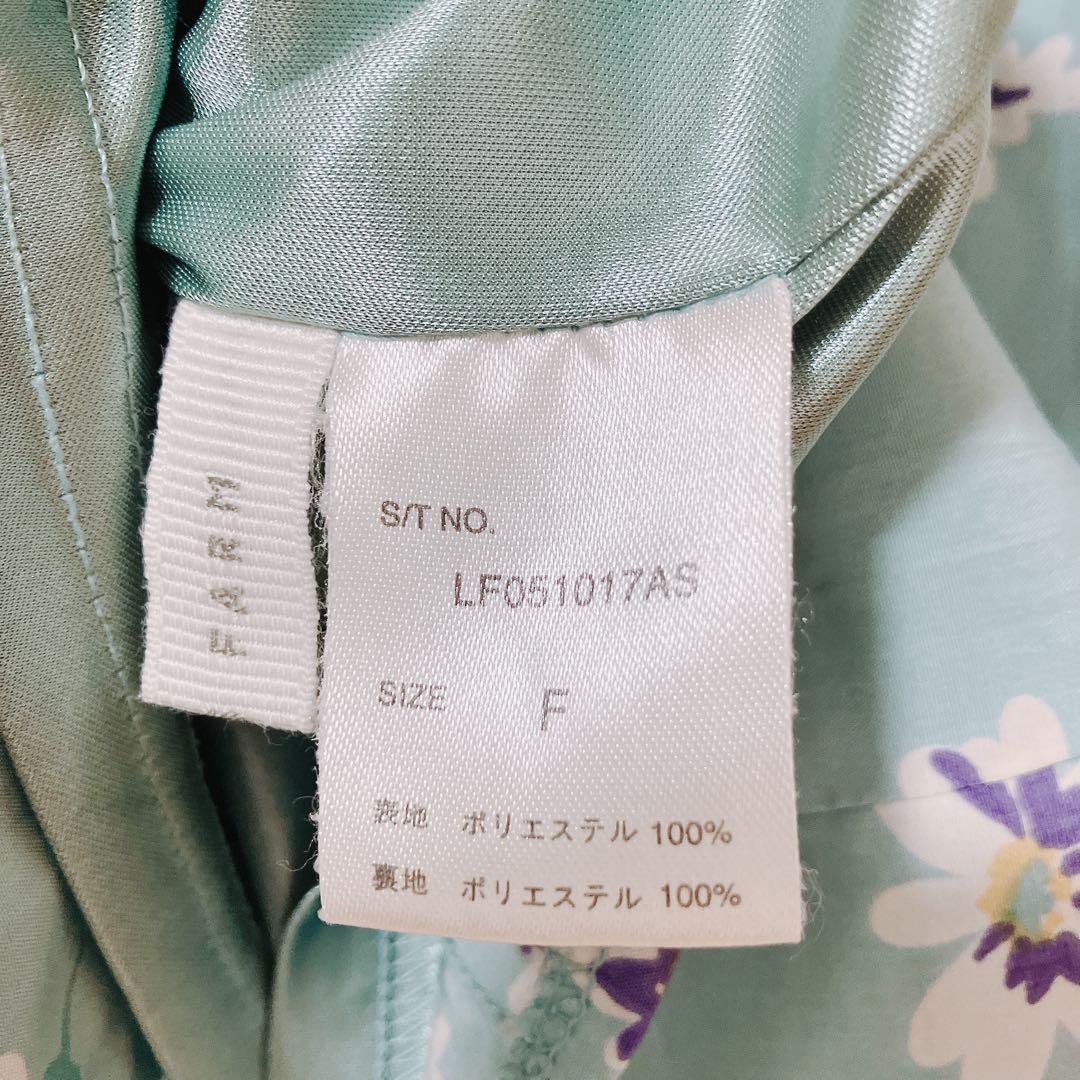 FARM
S/T NO.
LF051017AS
SIZE F
表地 ポリエステル 100%
裏地 ポリエステル 100%